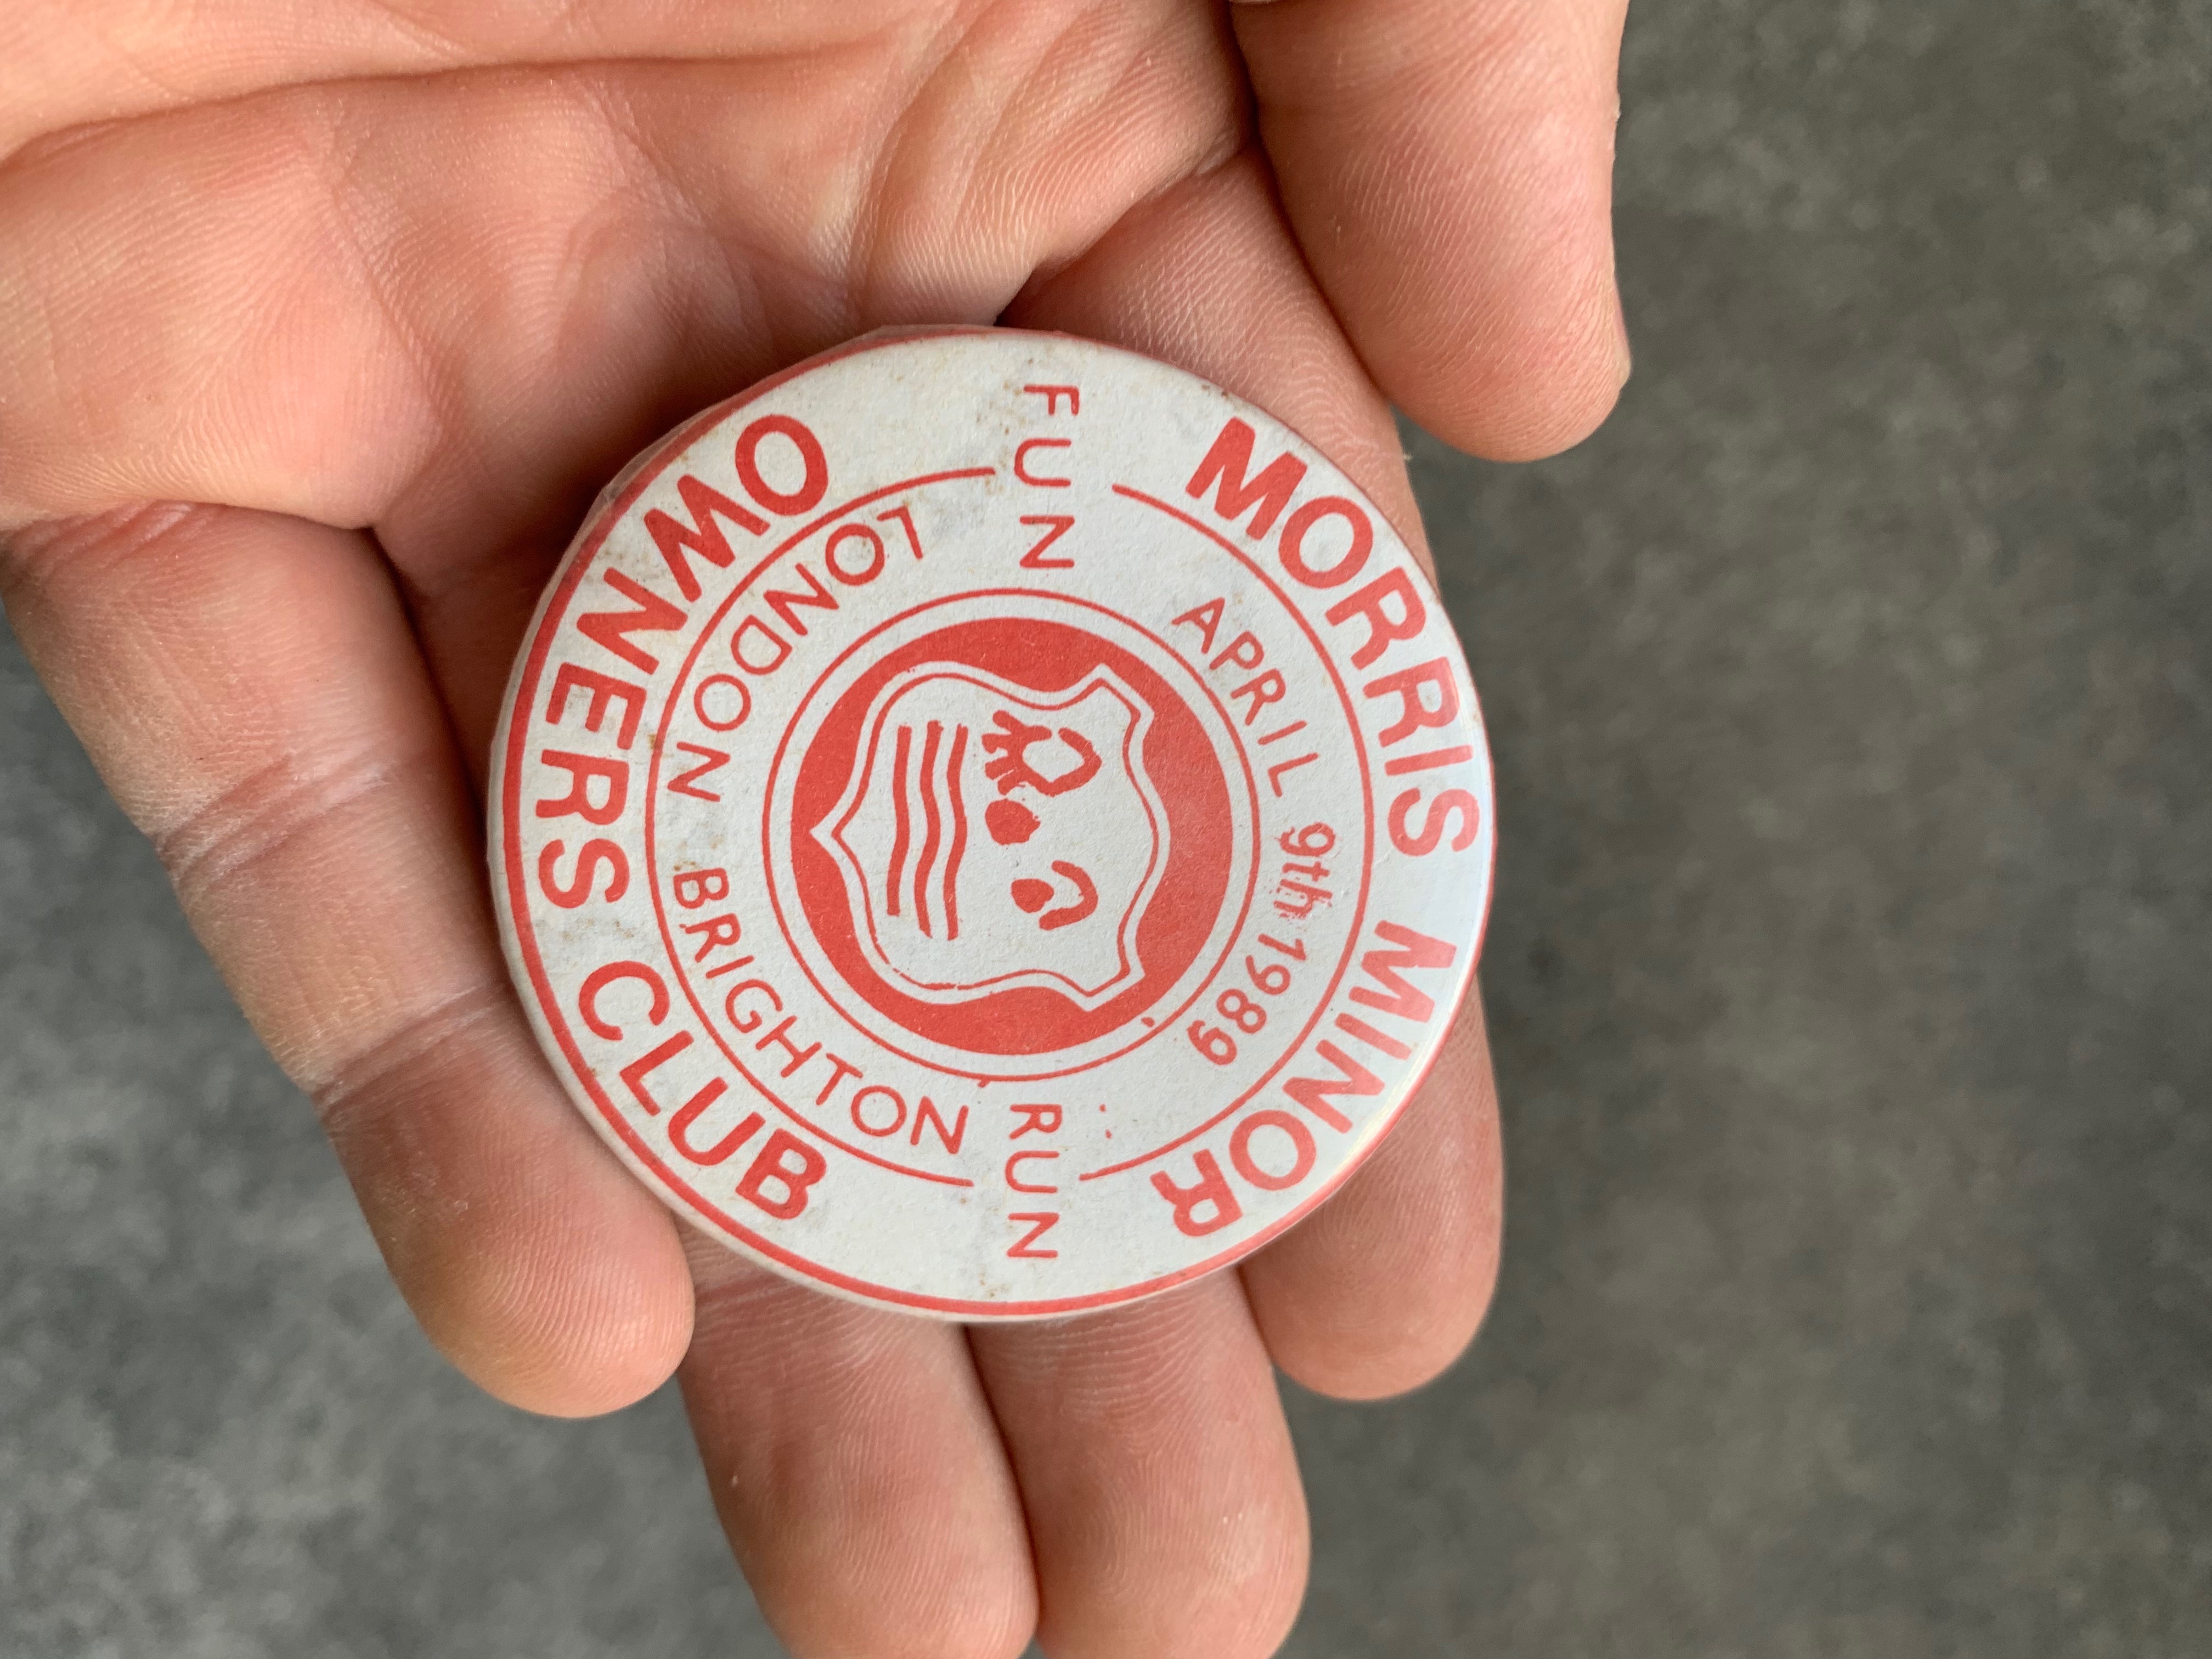 MORRIS MINOR
APRIL 9th 1989
FUN RUN
LONDON BRIGHTON
OWNERS CLUB